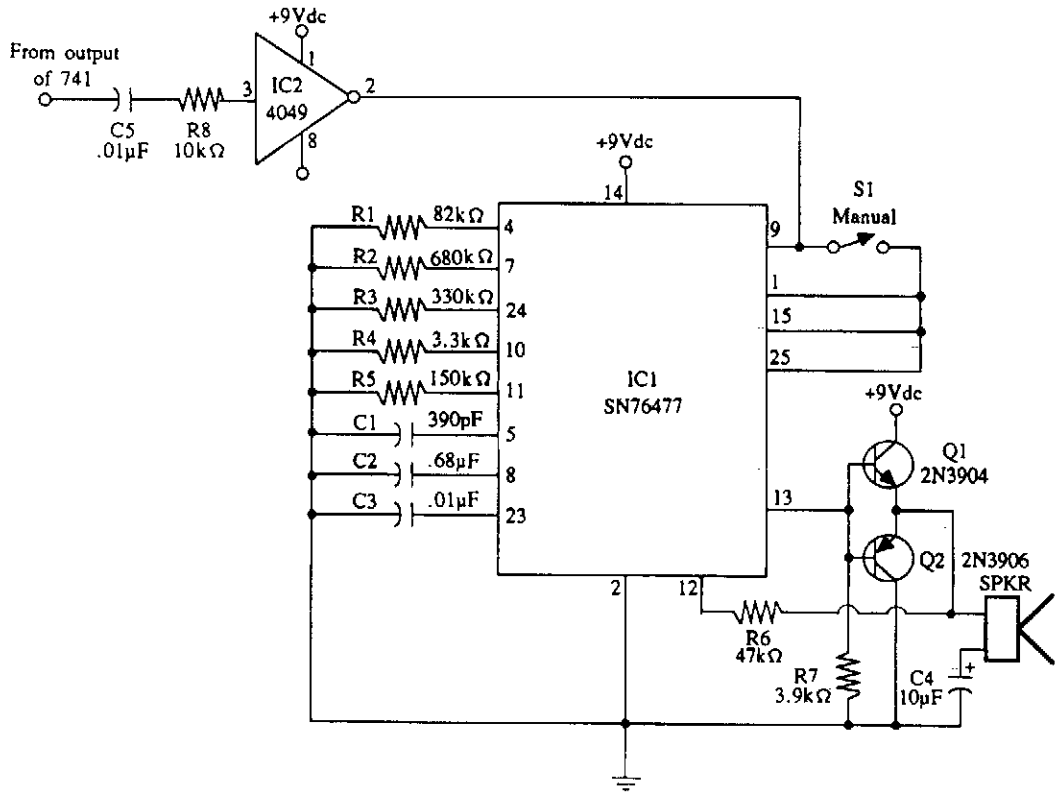 +9Vdc
From output
of 741
1
3
IC2
4049
2
8
C5
.01µF
R8
10kΩ
+9Vdc
14
S1
Manual
R1
82kΩ
4
9
R2
680kΩ
7
1
R3
330kΩ
24
15
R4
3.3kΩ
10
25
R5
150kΩ
11
IC1
SN76477
+9Vdc
C1
390pF
5
C2
.68µF
8
Q1
2N3904
C3
.01µF
23
13
Q2
2N3906
SPKR
2
12
R6
47kΩ
R7
3.9kΩ
C4
10µF
+